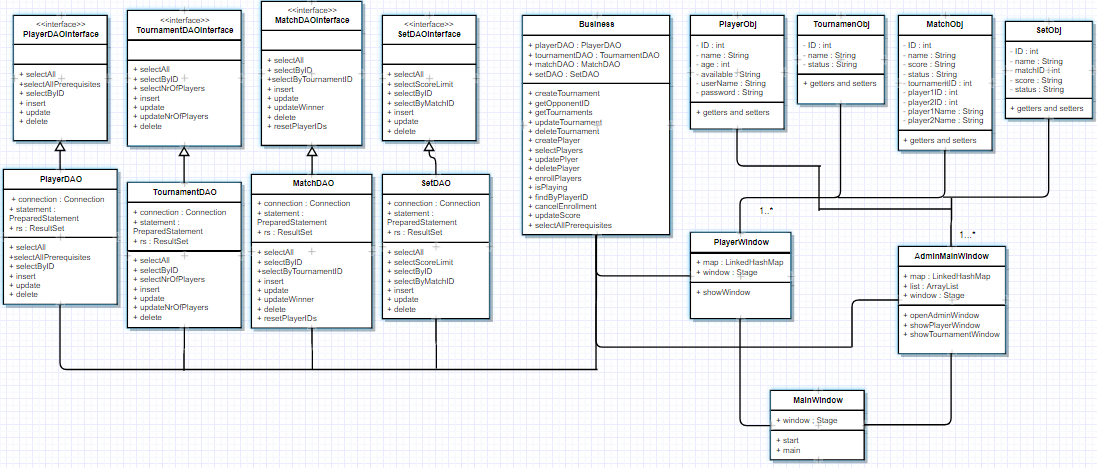 <<interface>>
PlayerDAOInterface
+ selectAll
+selectAllPrerequisites
+ selectByID
+ insert
+ update
+ delete
<<interface>>
TournamentDAOInterface
+ selectAll
+ selectByID
+ selectNrOfPlayers
+ insert
+ update
+ updateNrOfPlayers
+ delete
<<interface>>
MatchDAOInterface
+ selectAll
+ selectByID
+ selectByTournamentID
+ insert
+ update
+ updateWinner
+ delete
+ resetPlayerIDs
<<interface>>
SetDAOInterface
+ selectAll
+ selectScoreLimit
+ selectByID
+ selectByMatchID
+ insert
+ update
+ delete
Business
+ playerDAO : PlayerDAO
+ tournamentDAO : TournamentDAO
+ matchDAO : MatchDAO
+ setDAO : SetDAO
+ createTournament
+ getOpponentID
+ getTournaments
+ updateTournament
+ deleteTournament
+ createPlayer
+ selectPlayers
+ updatePlyer
+ deletePlayer
+ enrollPlayers
+ isPlaying
+ findByPlayerID
+ cancelEnrollment
+ updateScore
+ selectAllPrerequisites
PlayerObj
- ID : int
- name : String
- age : int
- available : String
- userName : String
- password : String
+ getters and setters
TournamenObj
- ID : int
- name : String
- status : String
+ getters and setters
MatchObj
- ID : int
- name : String
- score : String
- status : String
- tournamentID : int
- player1ID : int
- player2ID : int
- player1Name : String
- player2Name : String
+ getters and setters
SetObj
- ID : int
- name : String
- matchID : int
- score : String
- status : String
+ getters and setters
PlayerDAO
+ connection : Connection
+ statement :
PreparedStatement
+ rs : ResultSet
+ selectAll
+selectAllPrerequisites
+ selectByID
+ insert
+ update
+ delete
TournamentDAO
+ connection : Connection
+ statement :
PreparedStatement
+ rs : ResultSet
+ selectAll
+ selectByID
+ selectNrOfPlayers
+ insert
+ update
+ updateNrOfPlayers
+ delete
MatchDAO
+ connection : Connection
+ statement :
PreparedStatement
+ rs : ResultSet
+ selectAll
+ selectByID
+ selectByTournamentID
+ insert
+ update
+ updateWinner
+ delete
+ resetPlayerIDs
SetDAO
+ connection : Connection
+ statement :
PreparedStatement
+ rs : ResultSet
+ selectAll
+ selectScoreLimit
+ selectByID
+ selectByMatchID
+ insert
+ update
+ delete
1..*
PlayerWindow
+ map : LinkedHashMap
+ window : Stage
+ showWindow
1...*
AdminMainWindow
+ map : LinkedHashMap
+ list : ArrayList
+ window : Stage
+ openAdminWindow
+ showPlayerWindow
+ showTournamentWindow
MainWindow
+ window : Stage
+ start
+ main